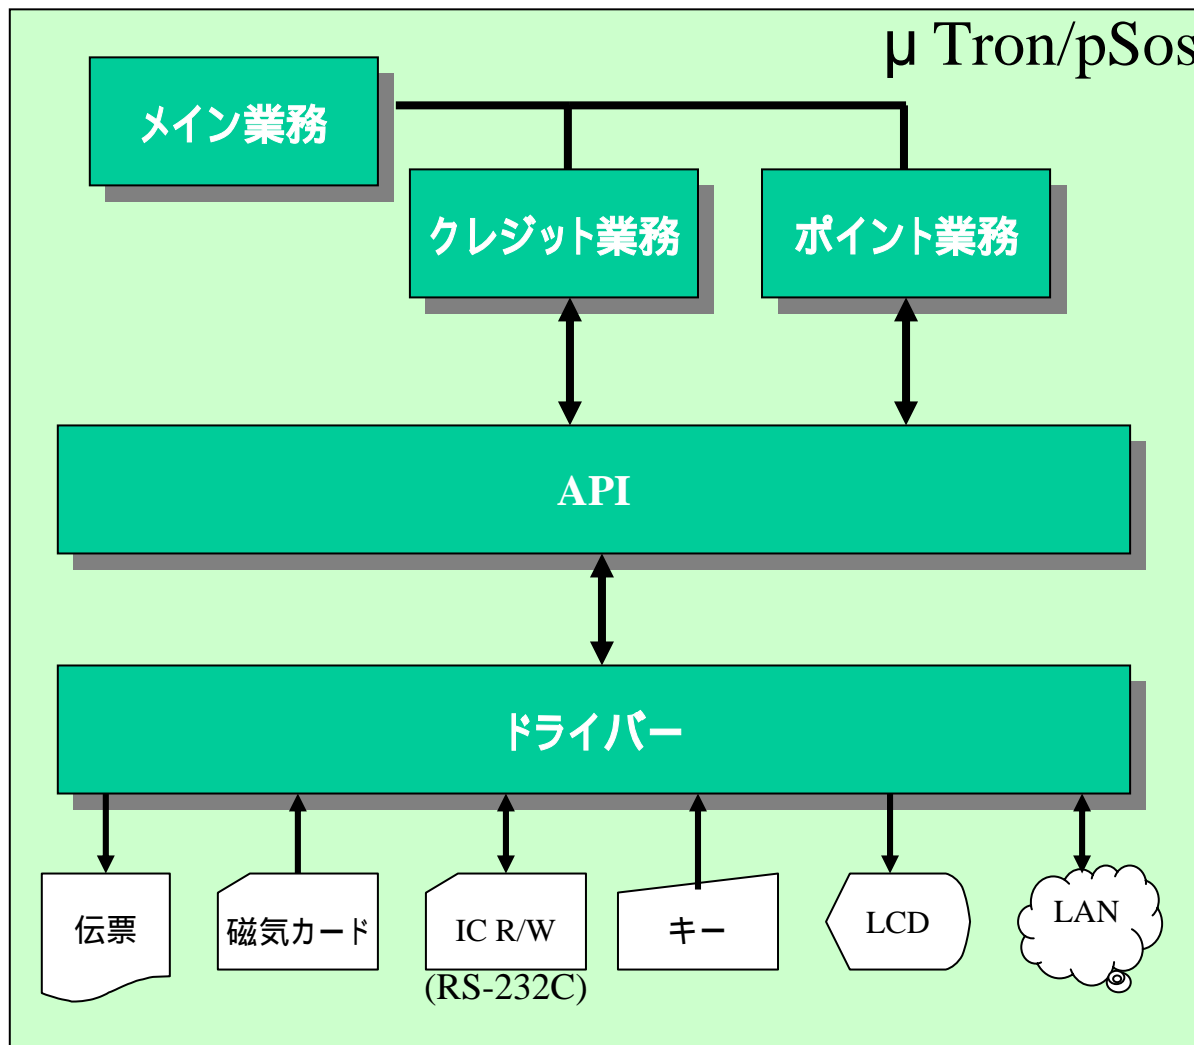 μ Tron/pSos
メイン業務
クレジット業務
ポイント業務
API
ドライバー
伝票
磁気カード
IC R/W
(RS-232C)
キー
LCD
LAN